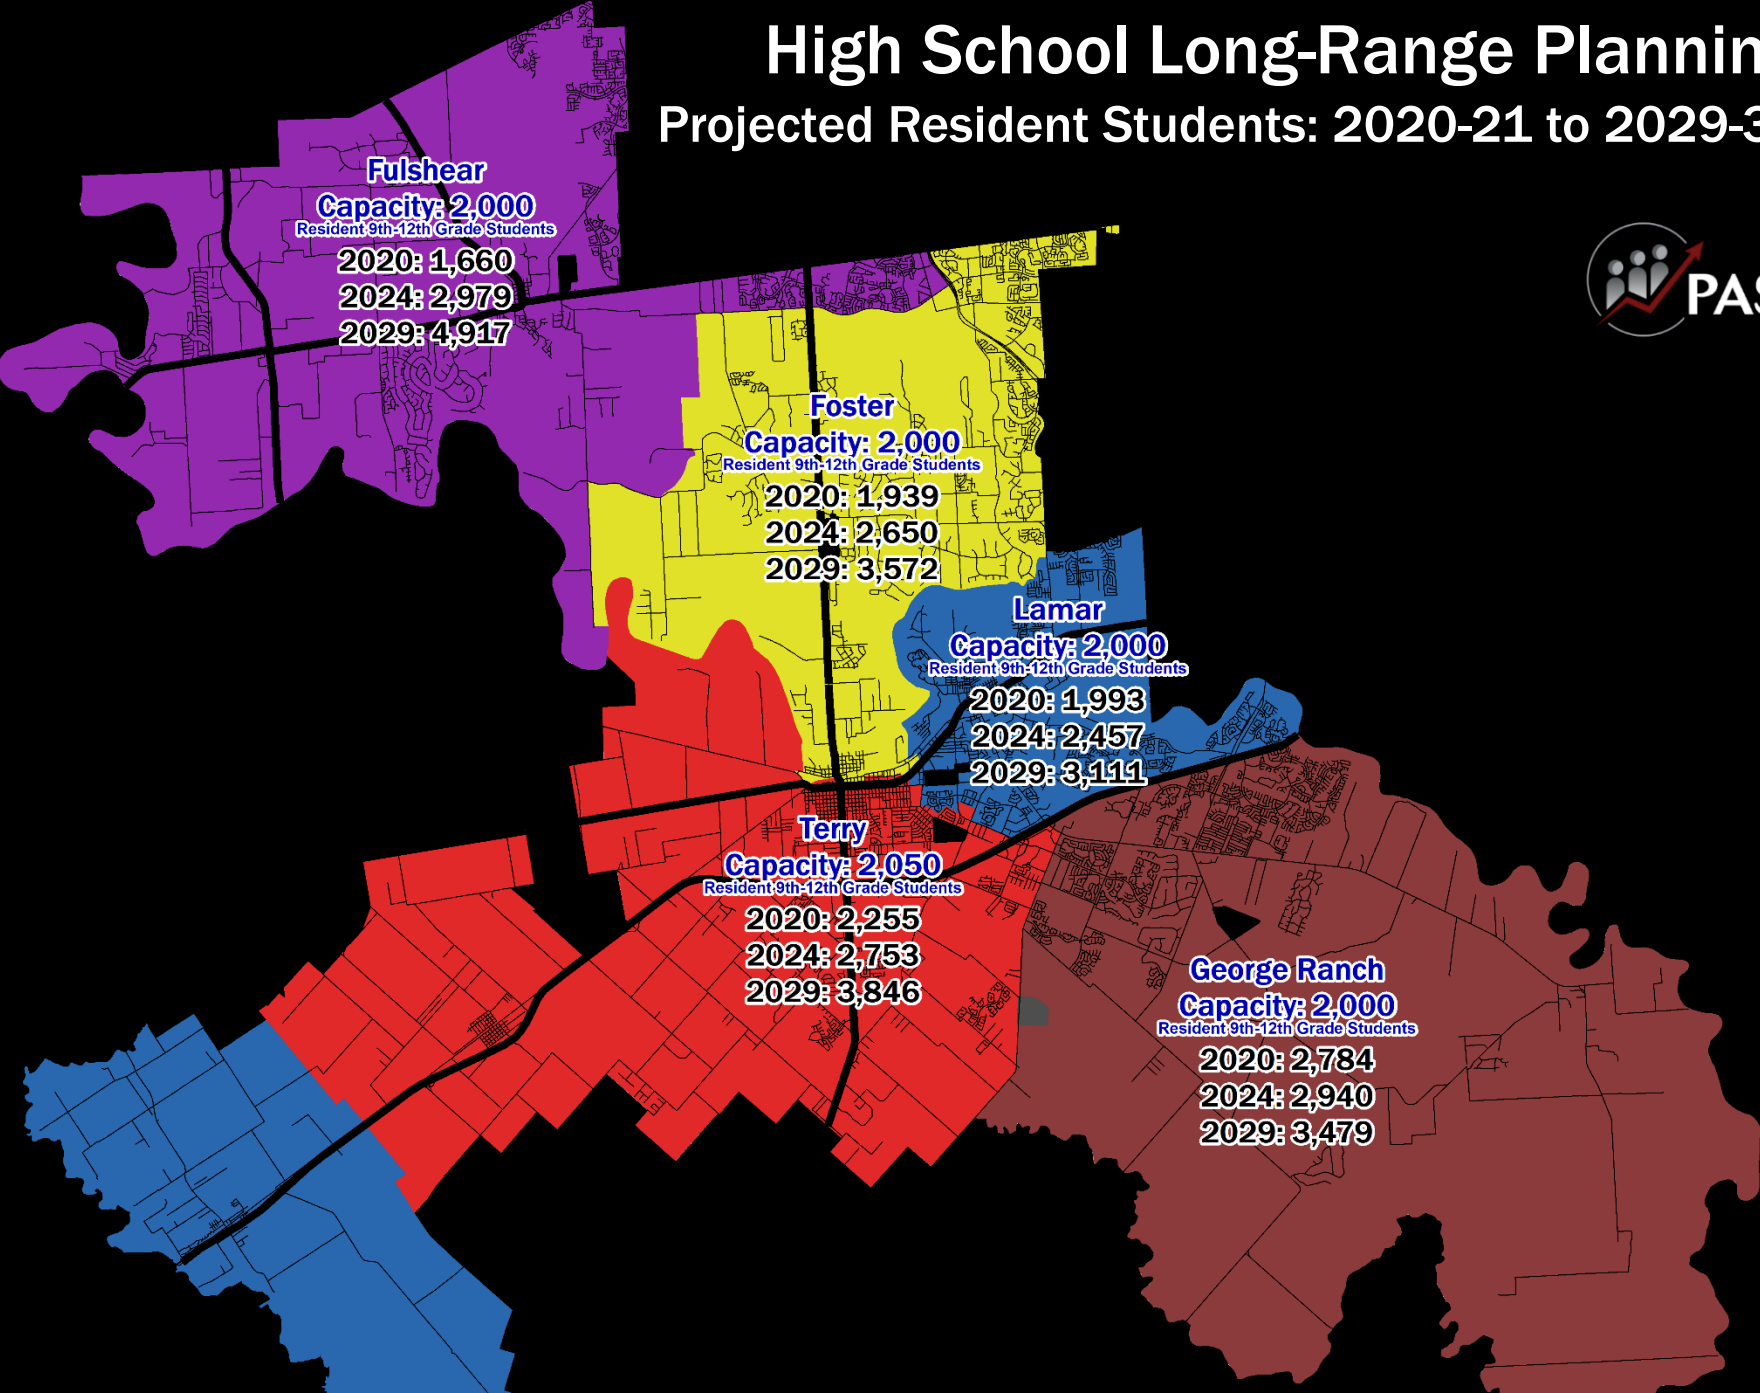 High School Long-Range Plannin
Projected Resident Students: 2020-21 to 2029-3
PAS
Fulshear
Capacity: 2,000
Resident 9th-12th Grade Students
2020: 1,660
2024: 2,979
2029: 4,917
Foster
Capacity: 2,000
Resident 9th-12th Grade Students
2020: 1,939
2024: 2,650
2029: 3,572
Lamar
Capacity: 2,000
Resident 9th-12th Grade Students
2020: 1,993
2024: 2,457
2029: 3,111
Terry
Capacity: 2,050
Resident 9th-12th Grade Students
2020: 2,255
2024: 2,753
2029: 3,846
George Ranch
Capacity: 2,000
Resident 9th-12th Grade Students
2020: 2,784
2024: 2,940
2029: 3,479